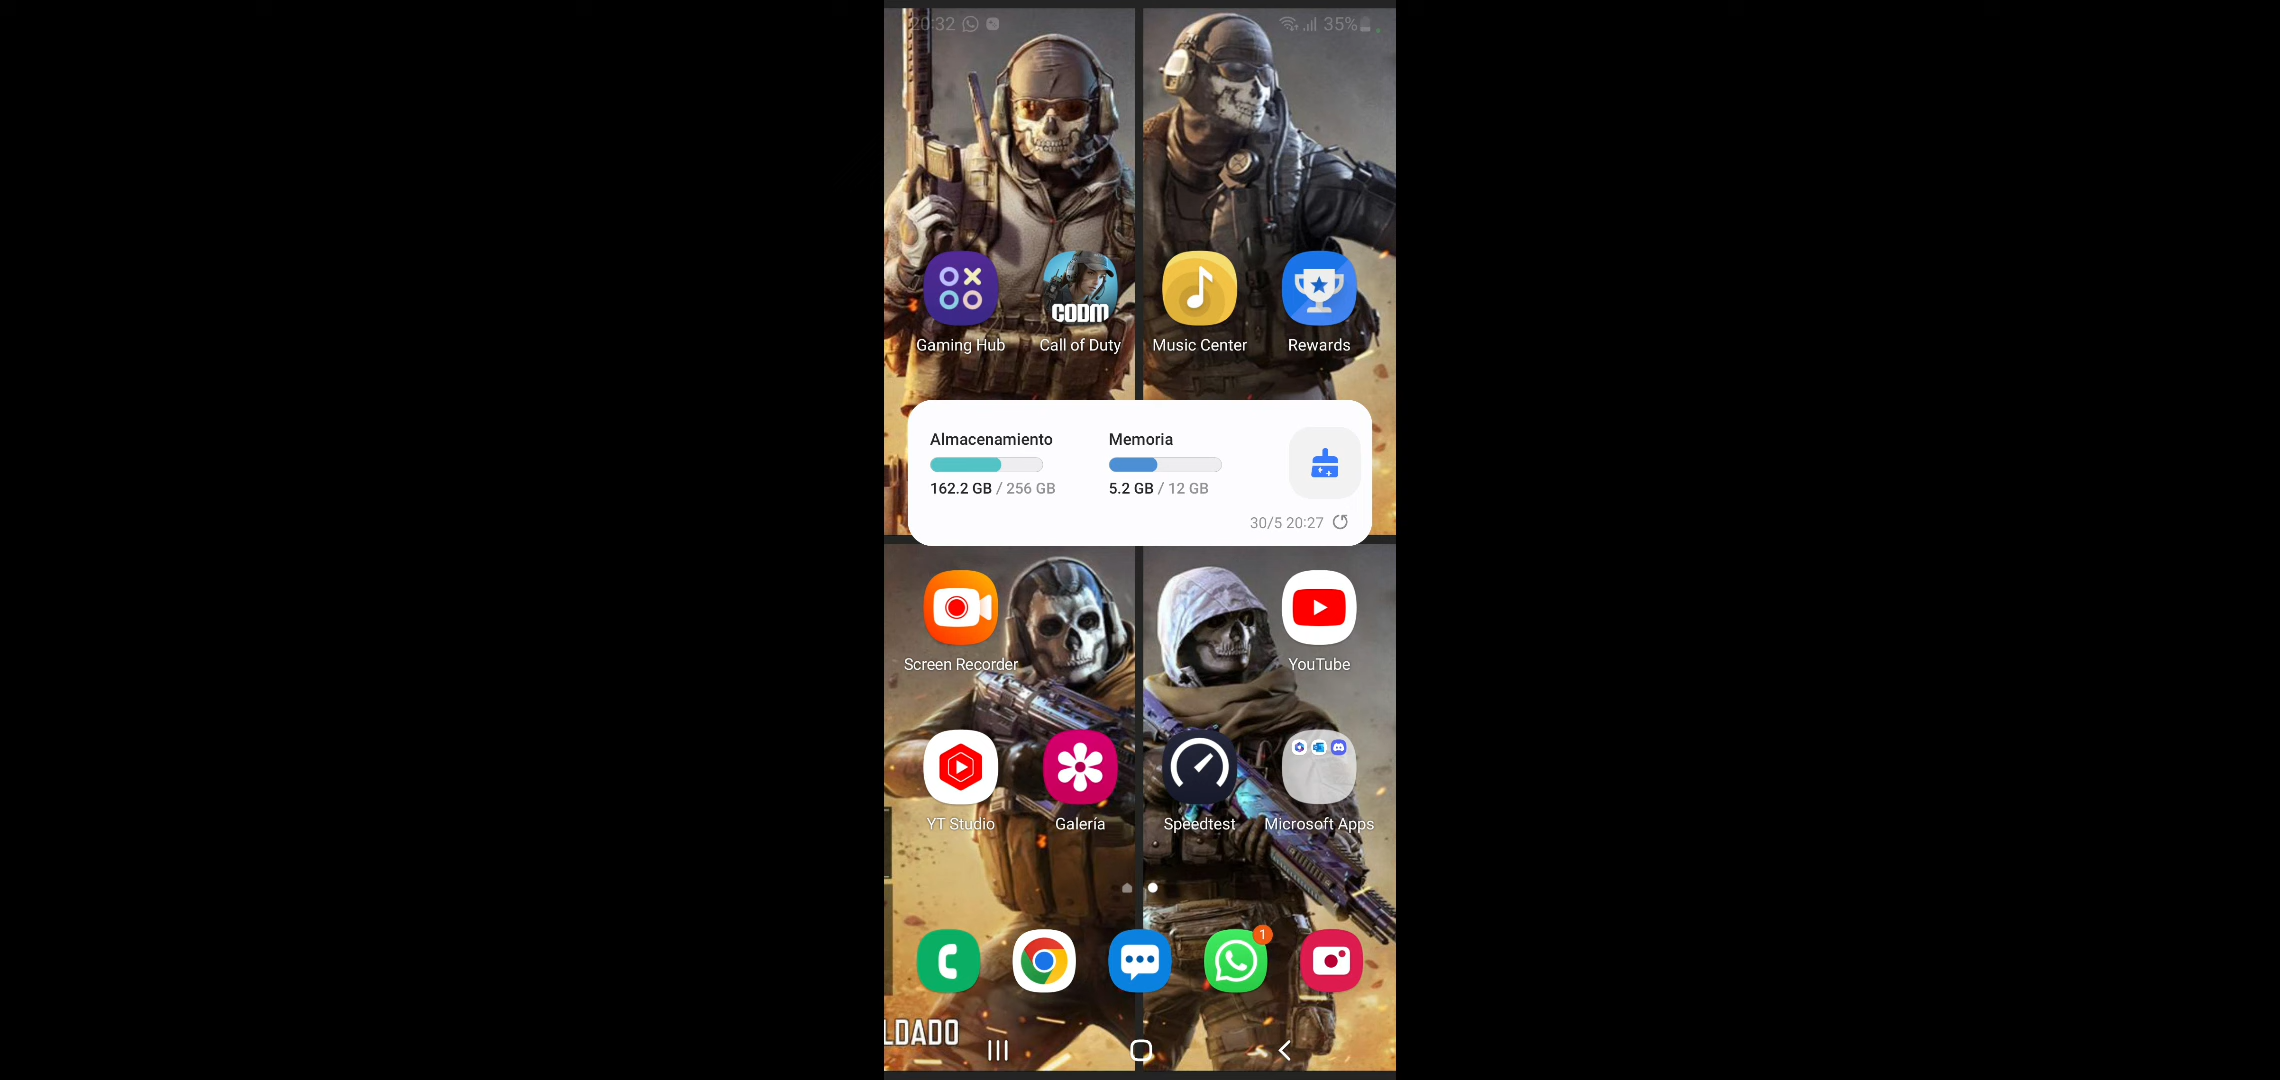 20:32 35%
CODM
Gaming Hub Call of Duty Music Center Rewards
Almacenamiento Memoria
162.2 GB / 256 GB 5.2 GB / 12 GB
30/5 20:27
Screen Recorder YouTube
YT Studio Galería Speedtest Microsoft Apps
1
LDADO